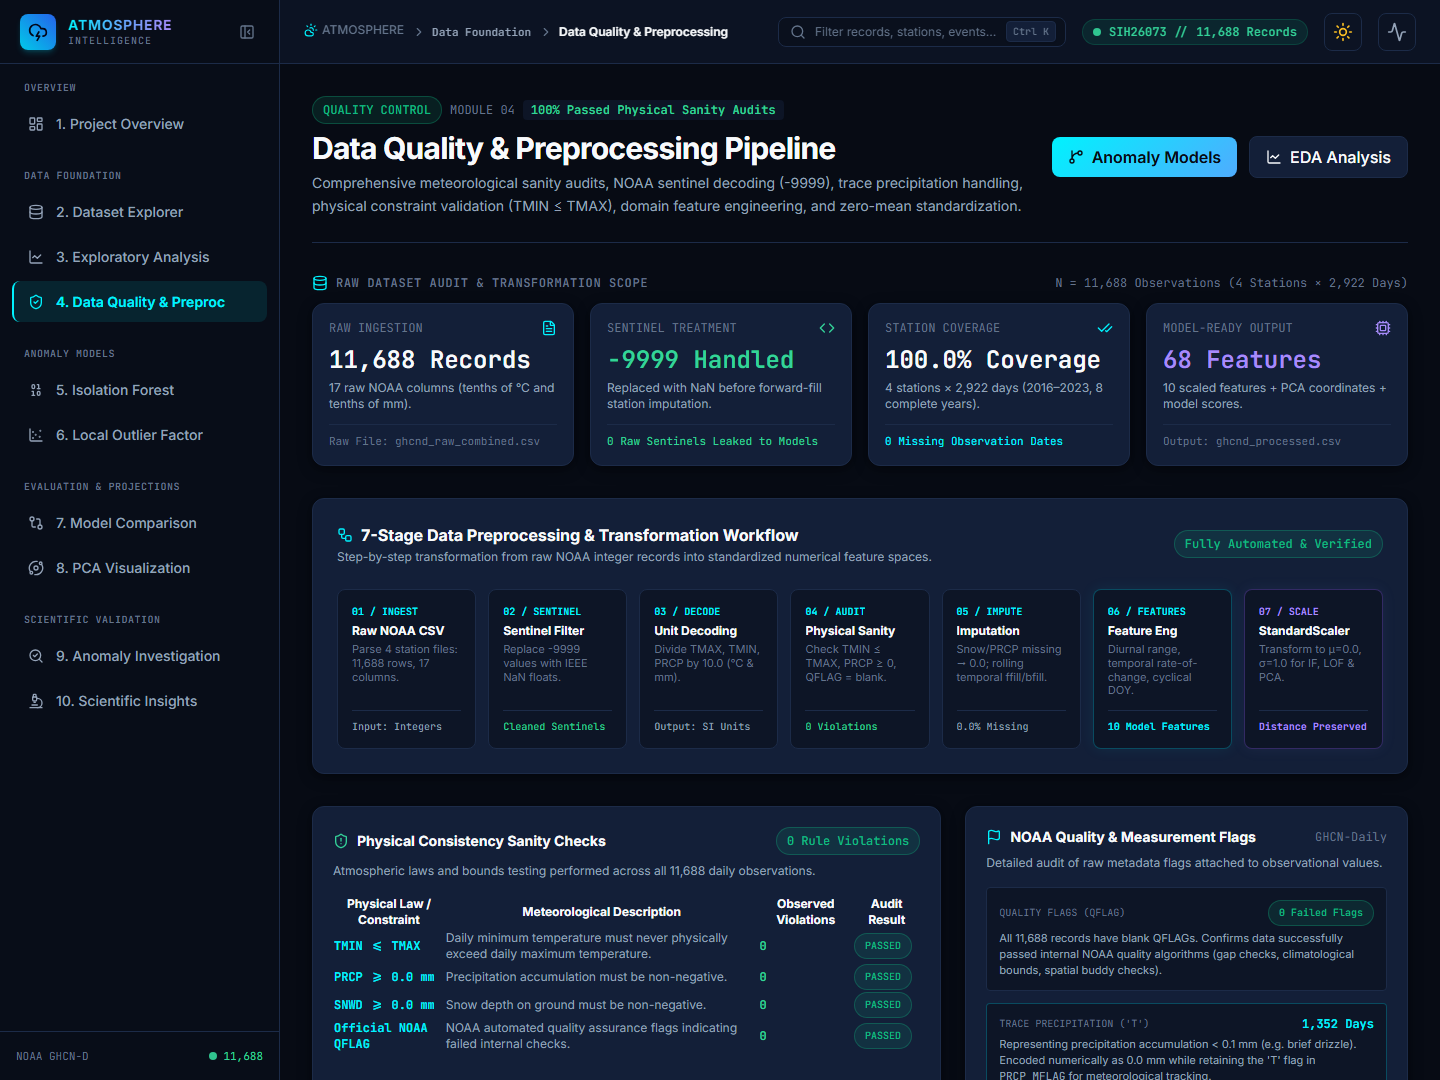 ATMOSPHERE
INTELLIGENCE
OVERVIEW
1. Project Overview
DATA FOUNDATION
2. Dataset Explorer
3. Exploratory Analysis
4. Data Quality & Preproc
ANOMALY MODELS
5. Isolation Forest
6. Local Outlier Factor
EVALUATION & PROJECTIONS
7. Model Comparison
8. PCA Visualization
SCIENTIFIC VALIDATION
9. Anomaly Investigation
10. Scientific Insights
NOAA GHCN-D 11,688
ATMOSPHERE > Data Foundation > Data Quality & Preprocessing
Filter records, stations, events... Ctrl K
SIH26073 // 11,688 Records
QUALITY CONTROL MODULE 04 100% Passed Physical Sanity Audits
Data Quality & Preprocessing Pipeline
Comprehensive meteorological sanity audits, NOAA sentinel decoding (-9999), trace precipitation handling,
physical constraint validation (TMIN ≤ TMAX), domain feature engineering, and zero-mean standardization.
Anomaly Models
EDA Analysis
RAW DATASET AUDIT & TRANSFORMATION SCOPE
N = 11,688 Observations (4 Stations × 2,922 Days)
RAW INGESTION
11,688 Records
17 raw NOAA columns (tenths of °C and
tenths of mm).
Raw File: ghcnd_raw_combined.csv
SENTINEL TREATMENT
-9999 Handled
Replaced with NaN before forward-fill
station imputation.
0 Raw Sentinels Leaked to Models
STATION COVERAGE
100.0% Coverage
4 stations × 2,922 days (2016–2023, 8
complete years).
0 Missing Observation Dates
MODEL-READY OUTPUT
68 Features
10 scaled features + PCA coordinates +
model scores.
Output: ghcnd_processed.csv
7-Stage Data Preprocessing & Transformation Workflow
Step-by-step transformation from raw NOAA integer records into standardized numerical feature spaces.
Fully Automated & Verified
01 / INGEST
Raw NOAA CSV
Parse 4 station files:
11,688 rows, 17
columns.
Input: Integers
02 / SENTINEL
Sentinel Filter
Replace -9999
values with IEEE
NaN floats.
Cleaned Sentinels
03 / DECODE
Unit Decoding
Divide TMAX, TMIN,
PRCP by 10.0 (°C &
mm).
Output: SI Units
04 / AUDIT
Physical Sanity
Check TMIN ≤
TMAX, PRCP ≥ 0,
QFLAG = blank.
0 Violations
05 / IMPUTE
Imputation
Snow/PRCP missing
→ 0.0; rolling
temporal ffill/bfill.
0.0% Missing
06 / FEATURES
Feature Eng
Diurnal range,
temporal rate-of-
change, cyclical
DOY.
10 Model Features
07 / SCALE
StandardScaler
Transform to μ=0.0,
σ=1.0 for IF, LOF &
PCA.
Distance Preserved
Physical Consistency Sanity Checks
0 Rule Violations
Atmospheric laws and bounds testing performed across all 11,688 daily observations.
Physical Law /
Constraint
Meteorological Description
Observed
Violations
Audit
Result
TMIN ≤ TMAX
Daily minimum temperature must never physically
exceed daily maximum temperature.
0
PASSED
PRCP ≥ 0.0 mm
Precipitation accumulation must be non-negative.
0
PASSED
SNWD ≥ 0.0 mm
Snow depth on ground must be non-negative.
0
PASSED
Official NOAA
QFLAG
NOAA automated quality assurance flags indicating
failed internal checks.
0
PASSED
NOAA Quality & Measurement Flags
GHCN-Daily
Detailed audit of raw metadata flags attached to observational values.
QUALITY FLAGS (QFLAG)
0 Failed Flags
All 11,688 records have blank QFLAGs. Confirms data successfully
passed internal NOAA quality algorithms (gap checks, climatological
bounds, spatial buddy checks).
TRACE PRECIPITATION ('T')
1,352 Days
Representing precipitation accumulation < 0.1 mm (e.g. brief drizzle).
Encoded numerically as 0.0 mm while retaining the 'T' flag in
PRCP_MFLAG for meteorological tracking.